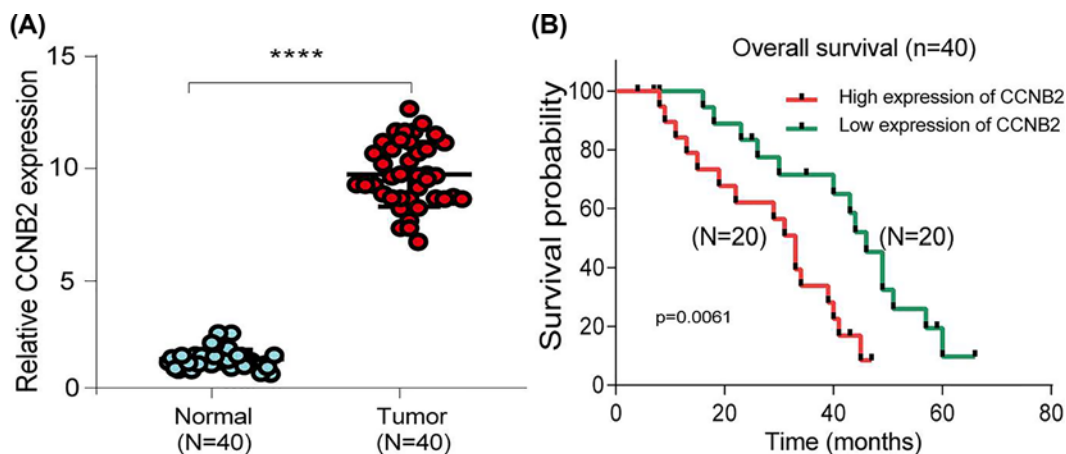 (A)
****
15
10
5
0
Relative CCNB2 expression
Normal
(N=40)
Tumor
(N=40)
(B)
Overall survival (n=40)
High expression of CCNB2
Low expression of CCNB2
100
80
60
40
20
0
Survival probability
(N=20)
(N=20)
p=0.0061
0
20
40
60
80
Time (months)